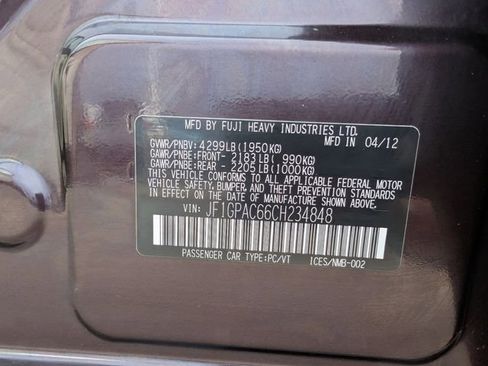 MFD BY FUJI HEAVY INDUSTRIES LTD.
GVWR/PNBV: 4299LB(1950KG) MFD IN 04/12
GAWR/PNBE:FRONT- 2183LB( 990KG)
GAWR/PNBE:REAR - 2205LB(1000KG)
THIS VEHICLE CONFORMS TO ALL APPLICABLE FEDERAL MOTOR
VEHICLE SAFETY, BUMPER, AND THEFT PREVENTION STANDARDS
IN EFFECT ON THE DATE OF MANUFACTURE SHOWN ABOVE.
VIN: JF1GPAC66CH234848
PASSENGER CAR TYPE:PC/VT ICES/NMB-002